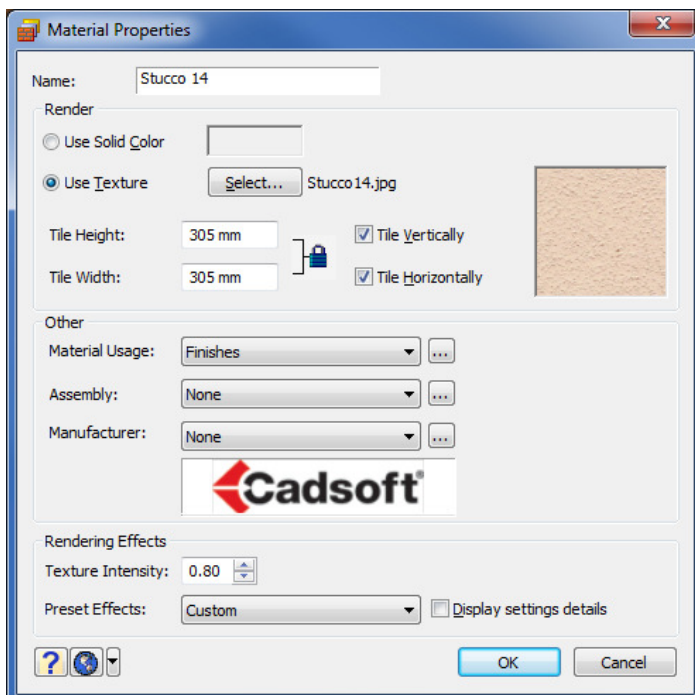 Material Properties
Name: Stucco 14
Render
Use Solid Color
Use Texture Select... Stucco14.jpg
Tile Height: 305 mm Tile Vertically
Tile Width: 305 mm Tile Horizontally
Other
Material Usage: Finishes ...
Assembly: None ...
Manufacturer: None ...
Cadsoft®
Rendering Effects
Texture Intensity: 0.80
Preset Effects: Custom Display settings details
? OK Cancel